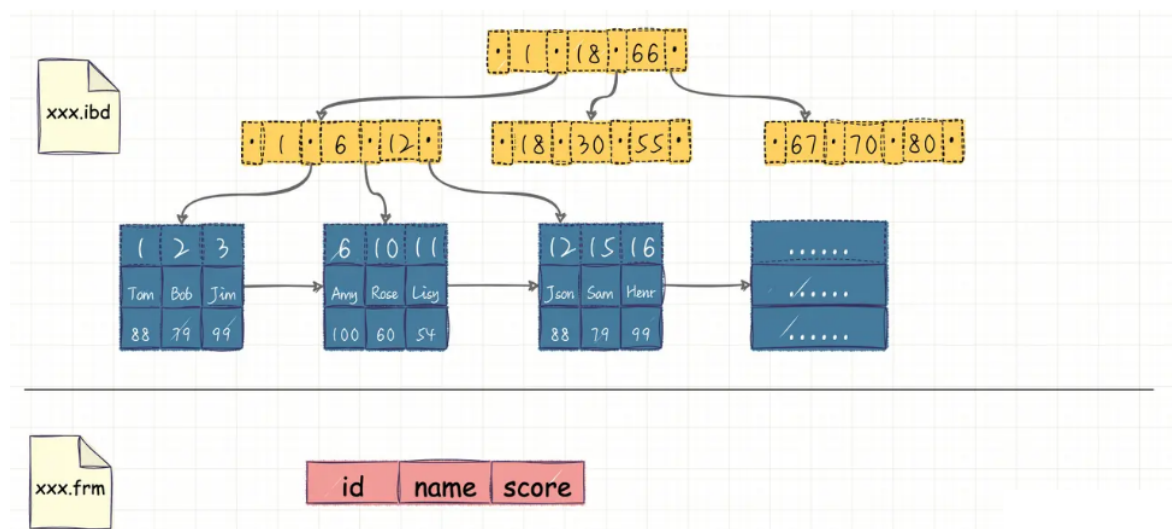 1 18 66
xxx.ibd
1 6 12
18 30 55
67 70 80
1 2 3
6 10 11
12 15 16
......
Tom Bob Jim
Amy Rose Lisy
Json Sam Henr
......
88 79 99
100 60 54
88 79 99
......
xxx.frm
id name score